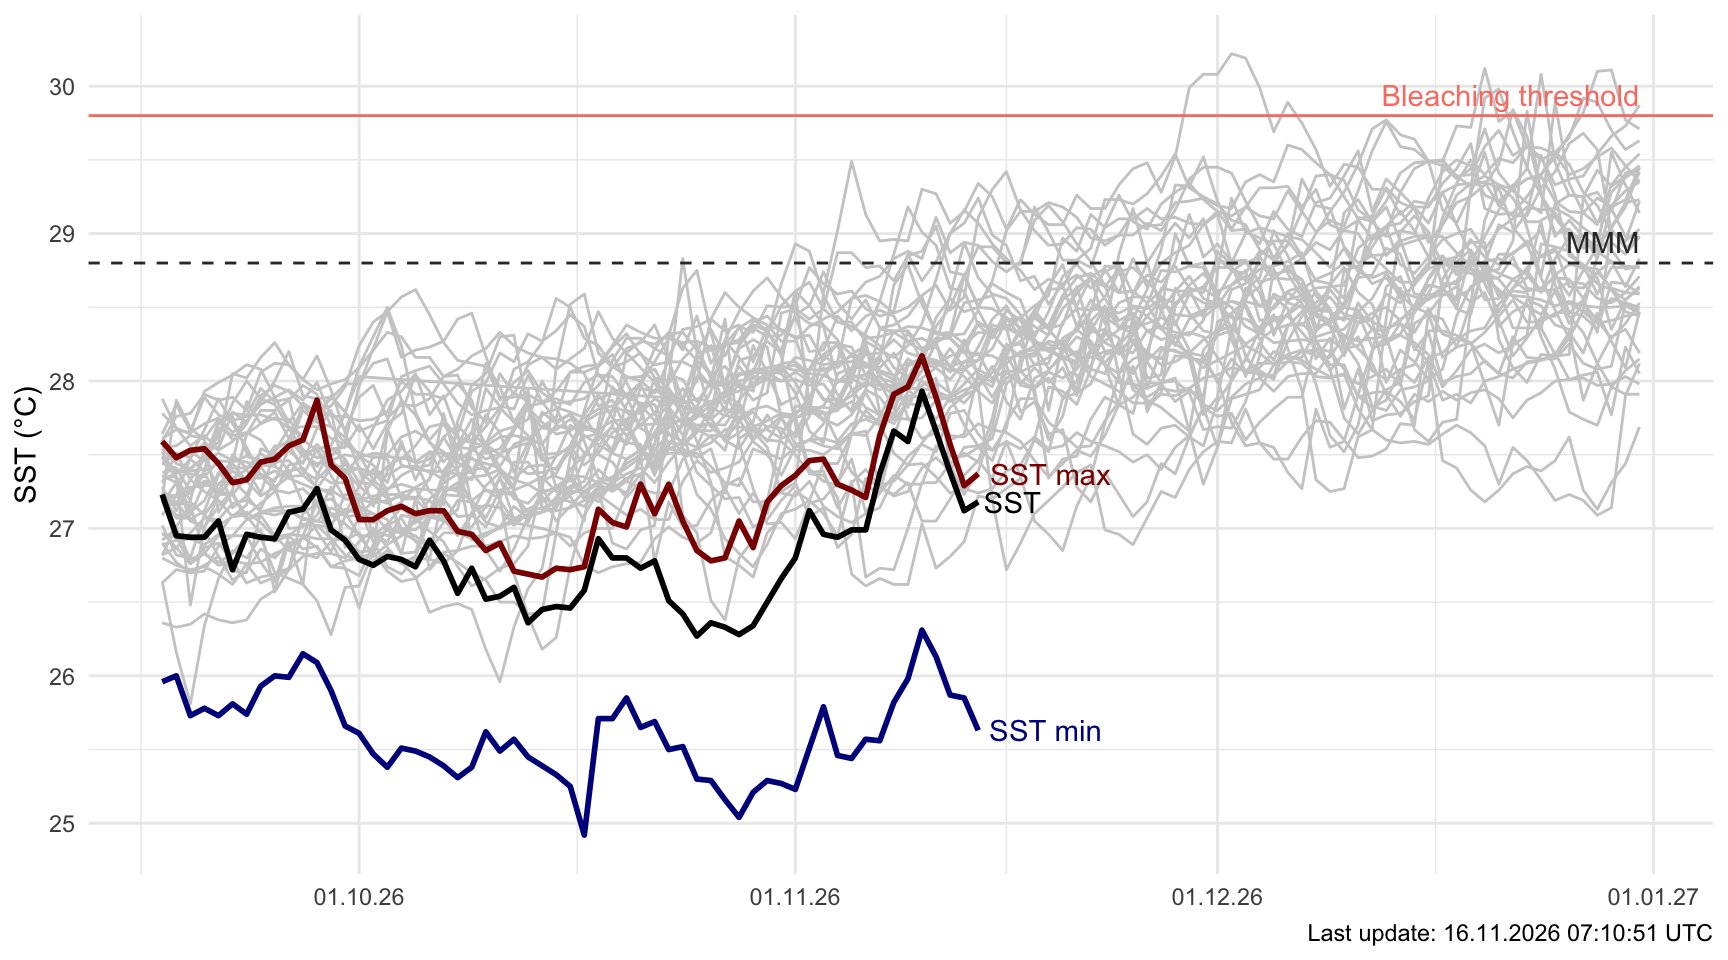 30
Bleaching threshold
29
MMM
28
SST (°C)
SST max
SST
27
26
SST min
25
01.10.26
01.11.26
01.12.26
01.01.27
Last update: 16.11.2026 07:10:51 UTC